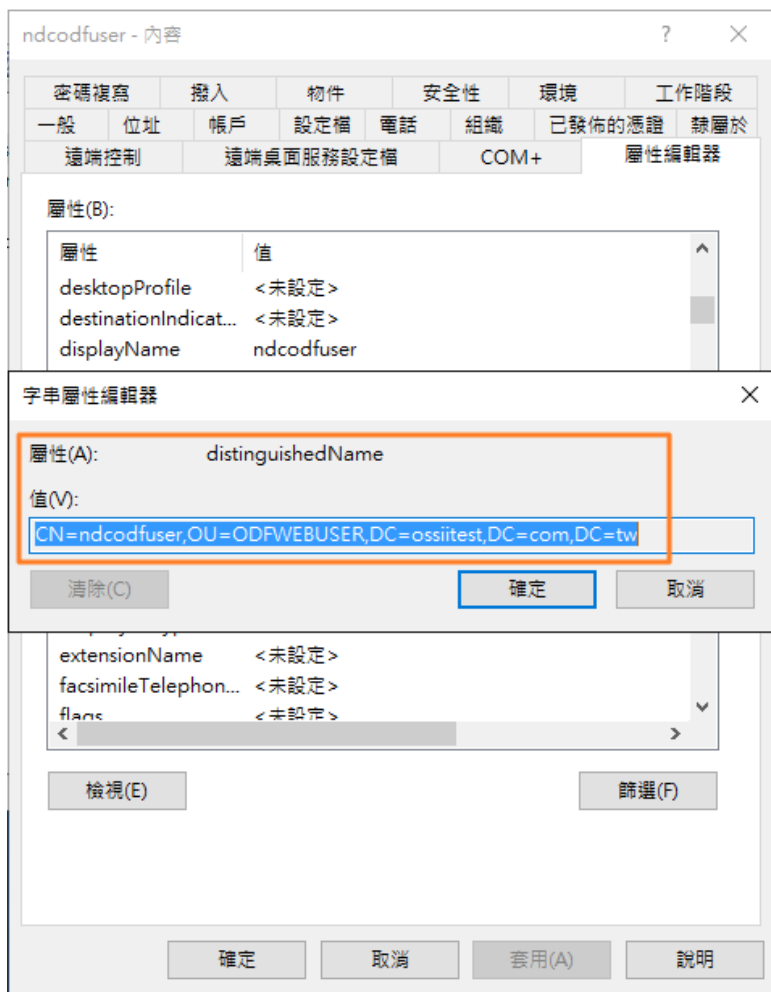 ndcodfuser - 內容
密碼複寫 撥入 物件 安全性 環境 工作階段
一般 位址 帳戶 設定檔 電話 組織 已發佈的憑證 隸屬於
遠端控制 遠端桌面服務設定檔 COM+ 屬性編輯器
屬性(B):
屬性 值
desktopProfile <未設定>
destinationIndicat... <未設定>
displayName ndcodfuser
字串屬性編輯器
屬性(A): distinguishedName
值(V):
CN=ndcodfuser,OU=ODFWEBUSER,DC=ossiitest,DC=com,DC=tw
清除(C) 確定 取消
extensionName <未設定>
facsimileTelephon... <未設定>
flags <未設定>
檢視(E) 篩選(F)
確定 取消 套用(A) 說明